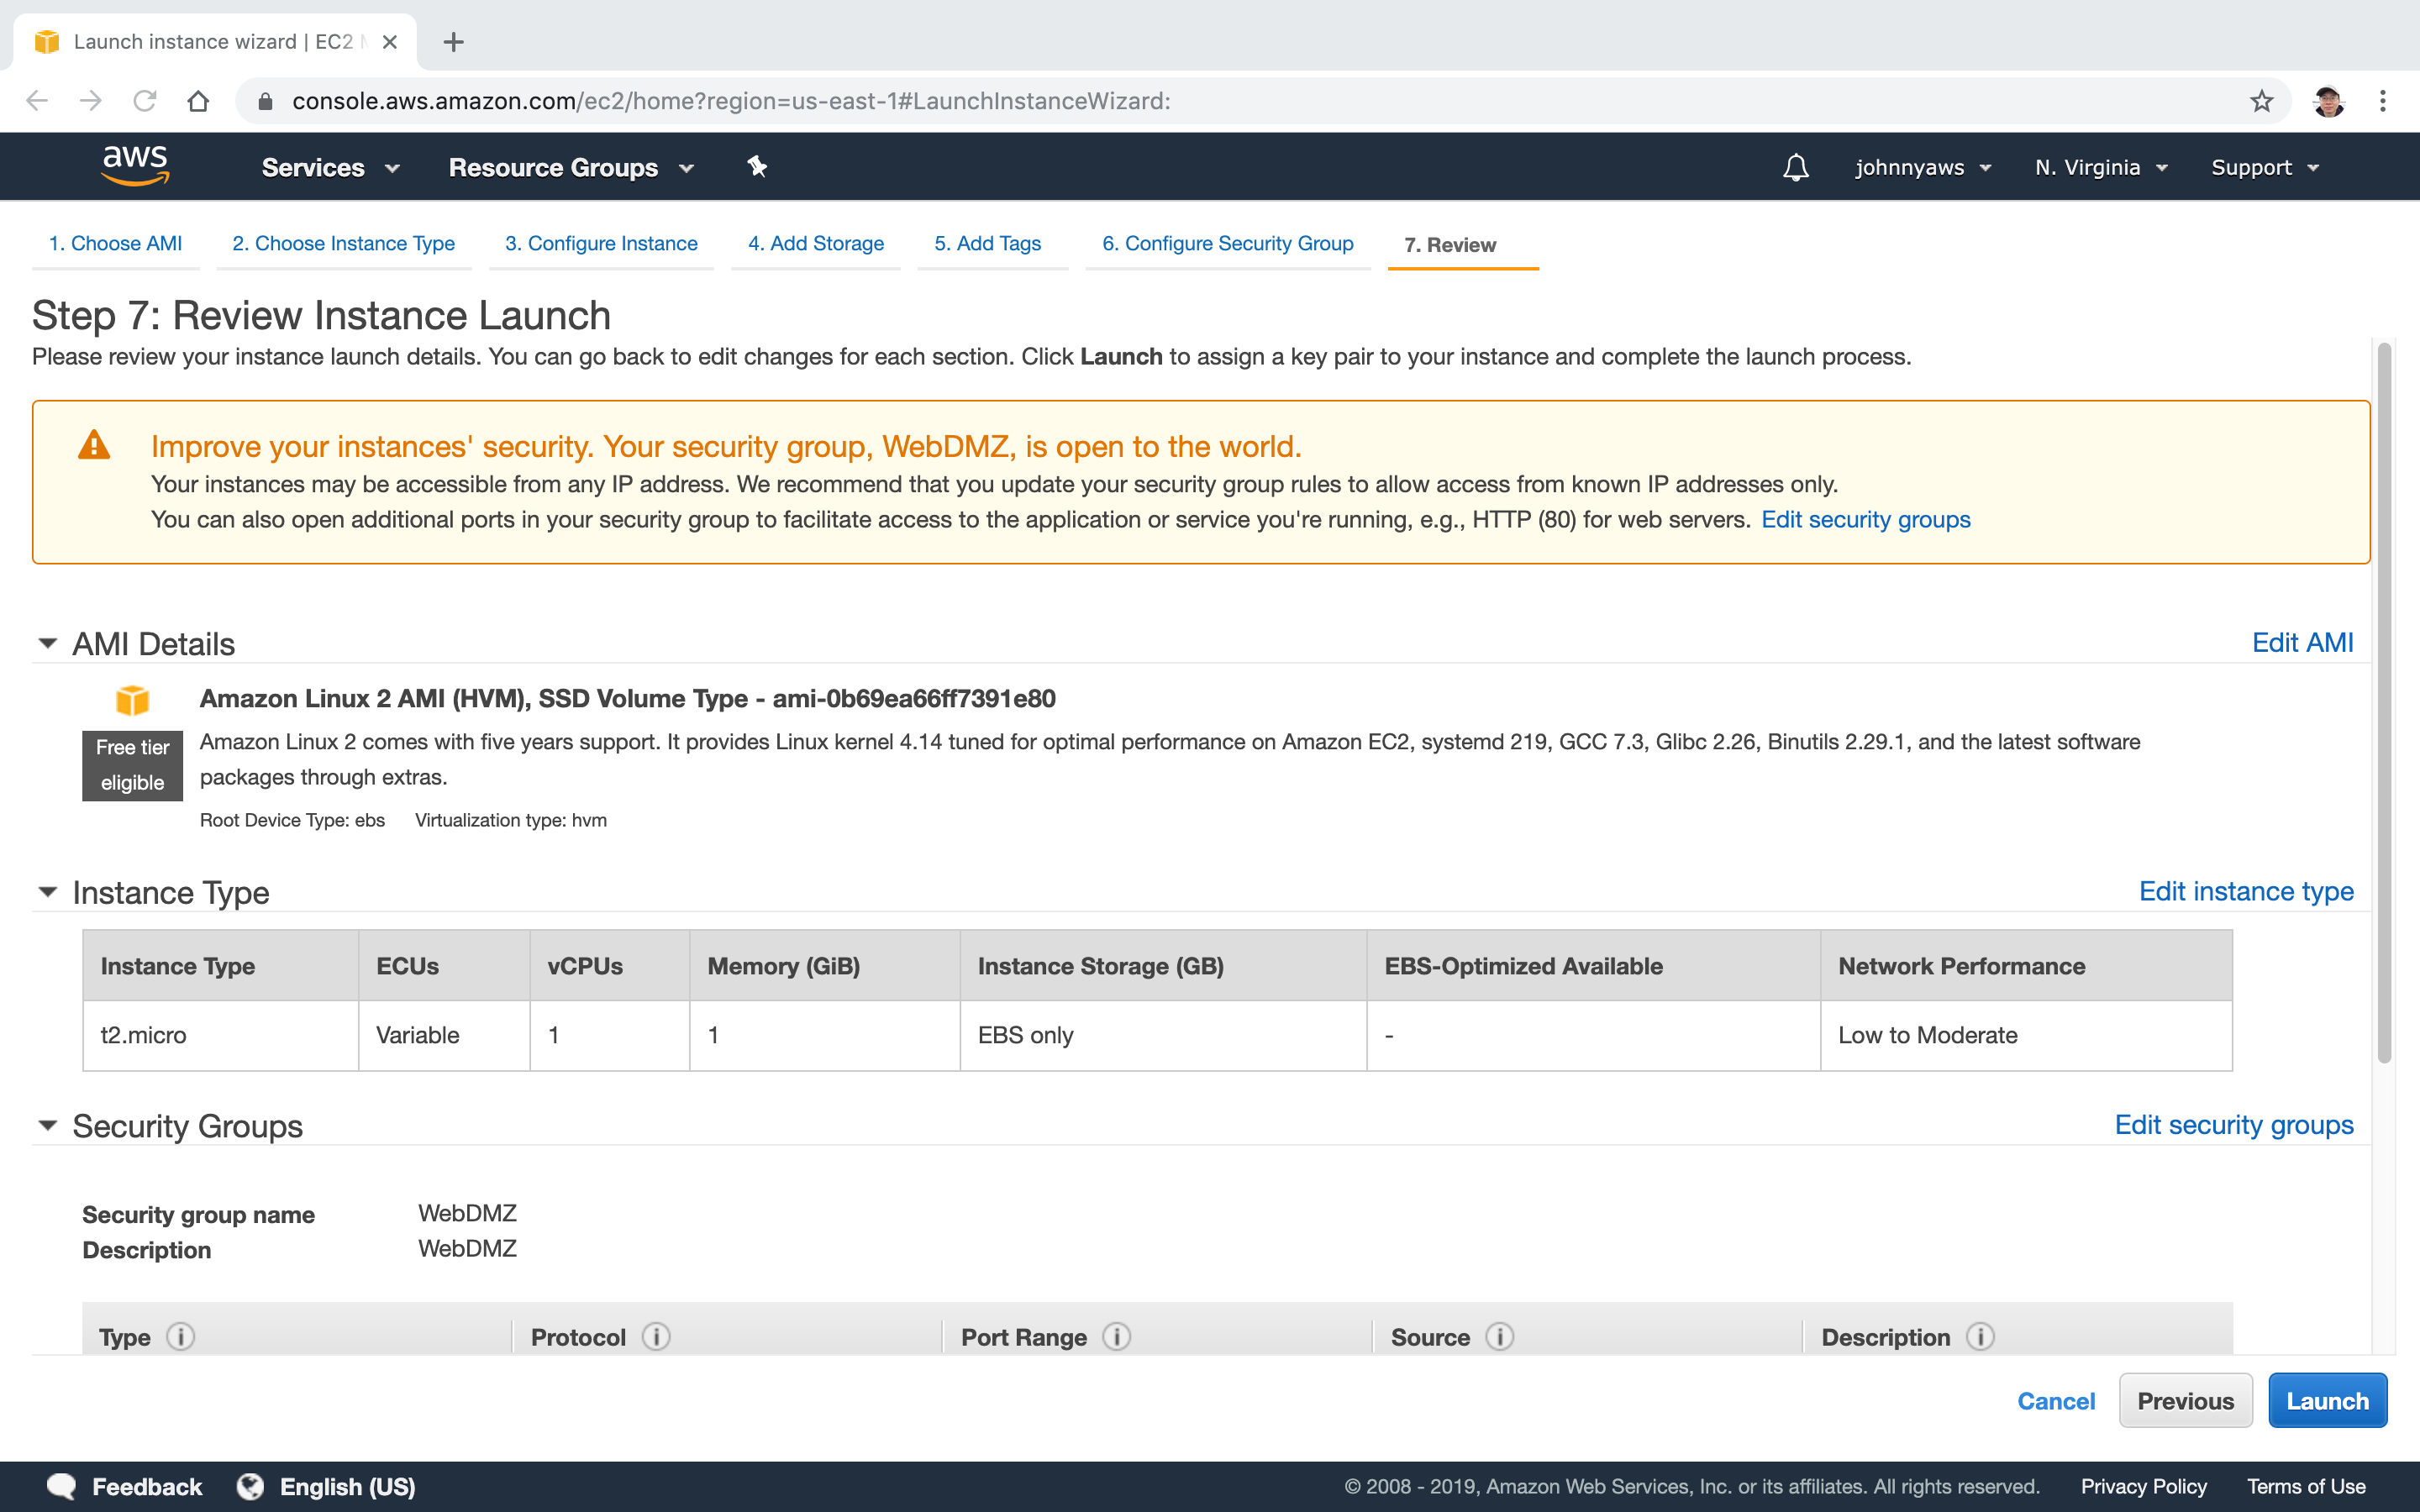 Launch instance wizard | EC2
console.aws.amazon.com/ec2/home?region=us-east-1#LaunchInstanceWizard:
aws Services Resource Groups johnnyaws N. Virginia Support
1. Choose AMI 2. Choose Instance Type 3. Configure Instance 4. Add Storage 5. Add Tags 6. Configure Security Group 7. Review
Step 7: Review Instance Launch
Please review your instance launch details. You can go back to edit changes for each section. Click Launch to assign a key pair to your instance and complete the launch process.
Improve your instances' security. Your security group, WebDMZ, is open to the world.
Your instances may be accessible from any IP address. We recommend that you update your security group rules to allow access from known IP addresses only.
You can also open additional ports in your security group to facilitate access to the application or service you're running, e.g., HTTP (80) for web servers. Edit security groups
AMI Details Edit AMI
Amazon Linux 2 AMI (HVM), SSD Volume Type - ami-0b69ea66ff7391e80
Free tier
eligible
Amazon Linux 2 comes with five years support. It provides Linux kernel 4.14 tuned for optimal performance on Amazon EC2, systemd 219, GCC 7.3, Glibc 2.26, Binutils 2.29.1, and the latest software
packages through extras.
Root Device Type: ebs Virtualization type: hvm
Instance Type Edit instance type
Instance Type ECUs vCPUs Memory (GiB) Instance Storage (GB) EBS-Optimized Available Network Performance
t2.micro Variable 1 1 EBS only - Low to Moderate
Security Groups Edit security groups
Security group name WebDMZ
Description WebDMZ
Type Protocol Port Range Source Description
Cancel Previous Launch
Feedback English (US) © 2008 - 2019, Amazon Web Services, Inc. or its affiliates. All rights reserved. Privacy Policy Terms of Use